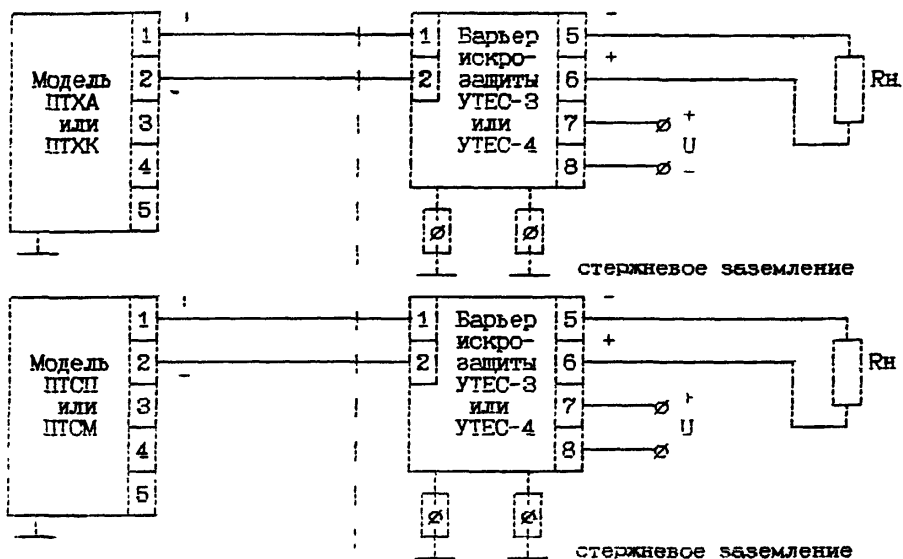 Модель
ПТХА
или
ПТХК
1
2
3
4
5
+
-
1
2
Барьер
искро-
защиты
УТЕС-3
или
УТЕС-4
5
6
7
8
-
+
Rн
+
U
-
стержневое заземление
Модель
ПТСП
или
ПТСМ
1
2
3
4
5
-
1
2
Барьер
искро-
защиты
УТЕС-3
или
УТЕС-4
5
6
7
8
-
+
Rн
+
U
стержневое заземление